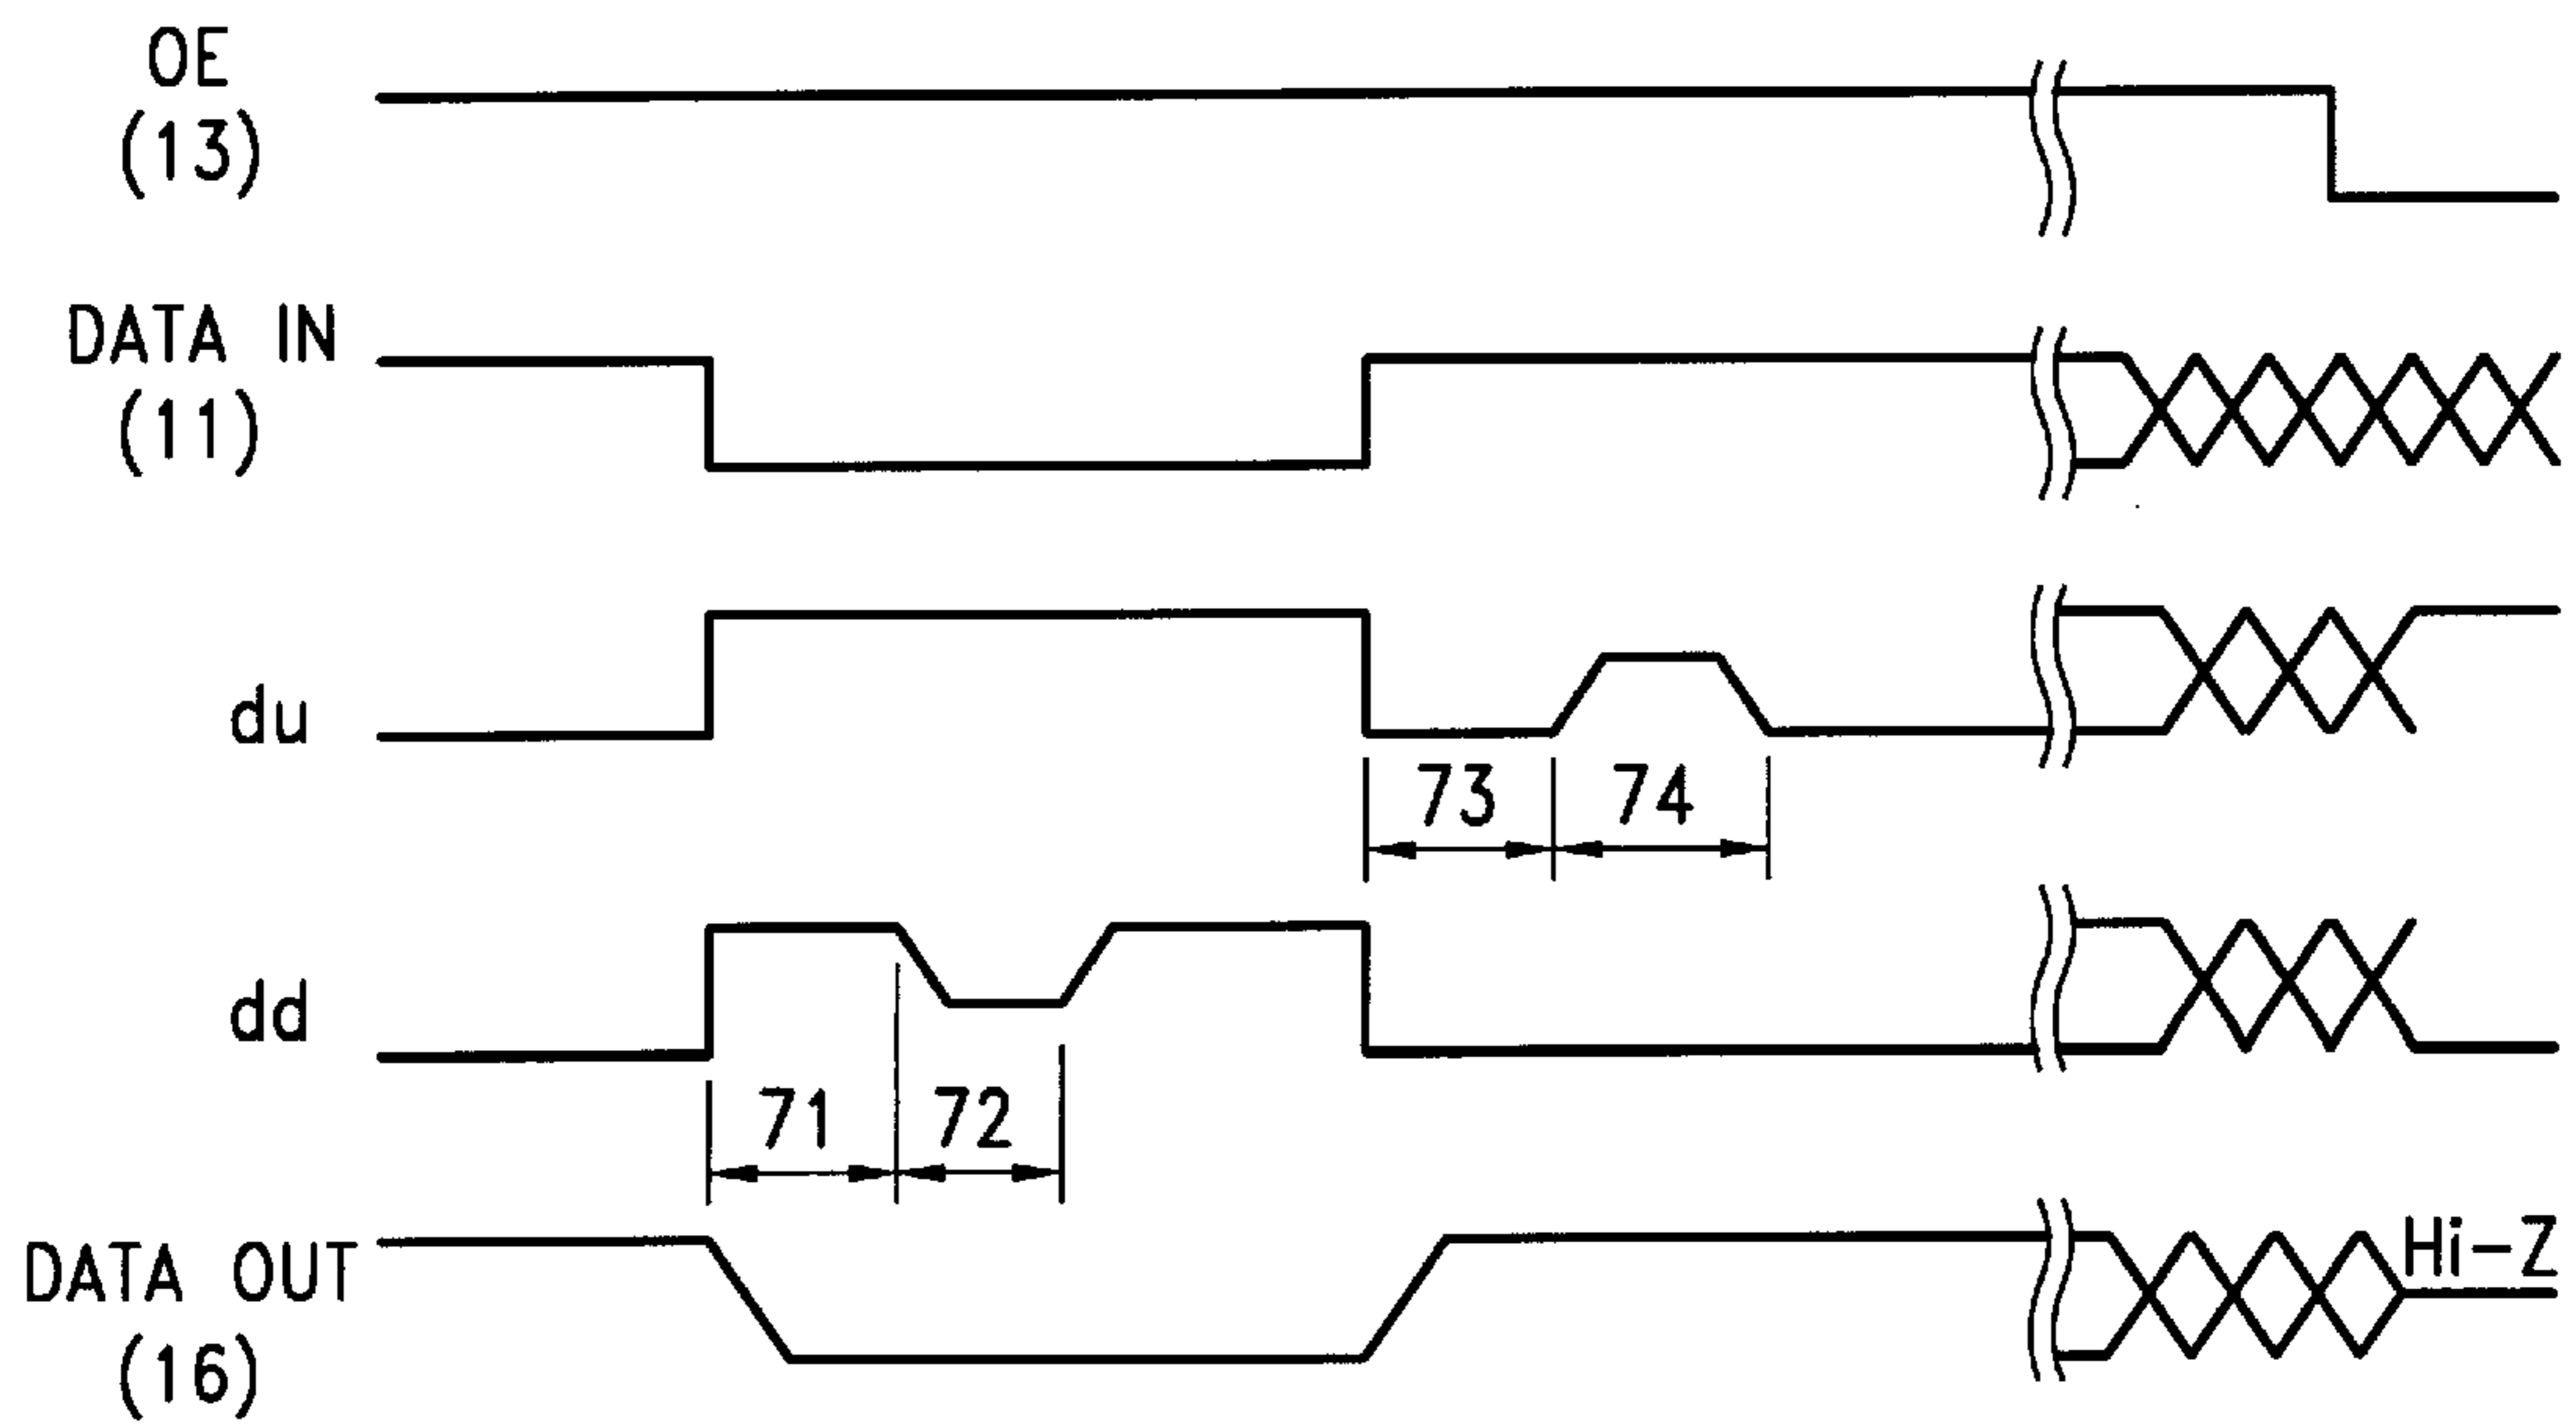 OE
(13)
DATA IN
(11)
du
73 74
dd
71 72
DATA OUT
(16)
Hi-Z